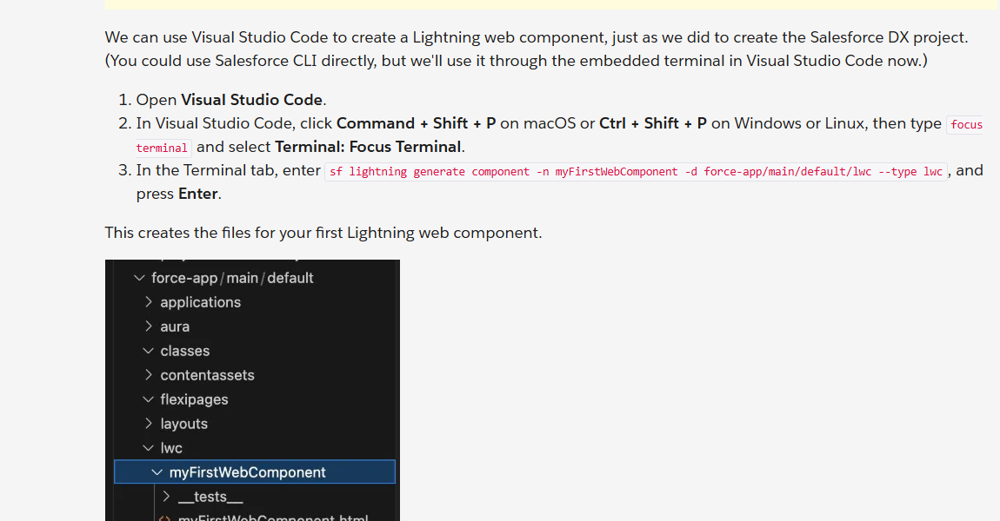 We can use Visual Studio Code to create a Lightning web component, just as we did to create the Salesforce DX project.
(You could use Salesforce CLI directly, but we'll use it through the embedded terminal in Visual Studio Code now.)
1. Open Visual Studio Code.
2. In Visual Studio Code, click Command + Shift + P on macOS or Ctrl + Shift + P on Windows or Linux, then type focus
terminal and select Terminal: Focus Terminal.
3. In the Terminal tab, enter sf lightning generate component -n myFirstWebComponent -d force-app/main/default/lwc --type lwc, and
press Enter.
This creates the files for your first Lightning web component.
force-app/main/default
applications
aura
classes
contentassets
flexipages
layouts
lwc
myFirstWebComponent
__tests__
myFirstWebComponent.html